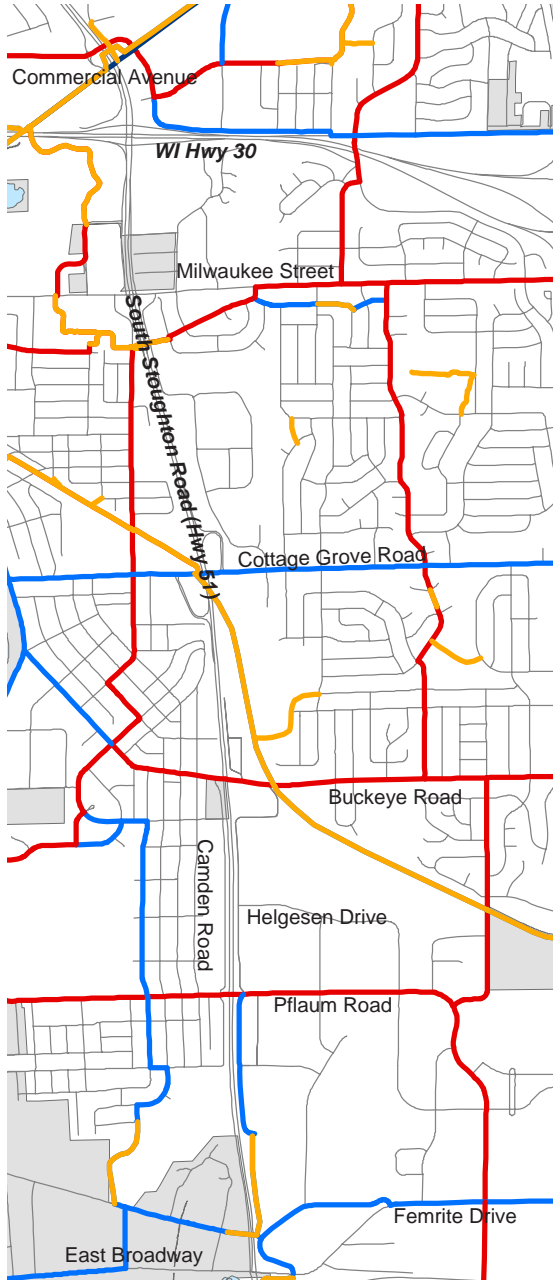 Commercial Avenue
WI Hwy 30
Milwaukee Street
South Stoughton Road (Hwy 51)
Cottage Grove Road
Buckeye Road
Camden Road
Helgesen Drive
Pflaum Road
Femrite Drive
East Broadway